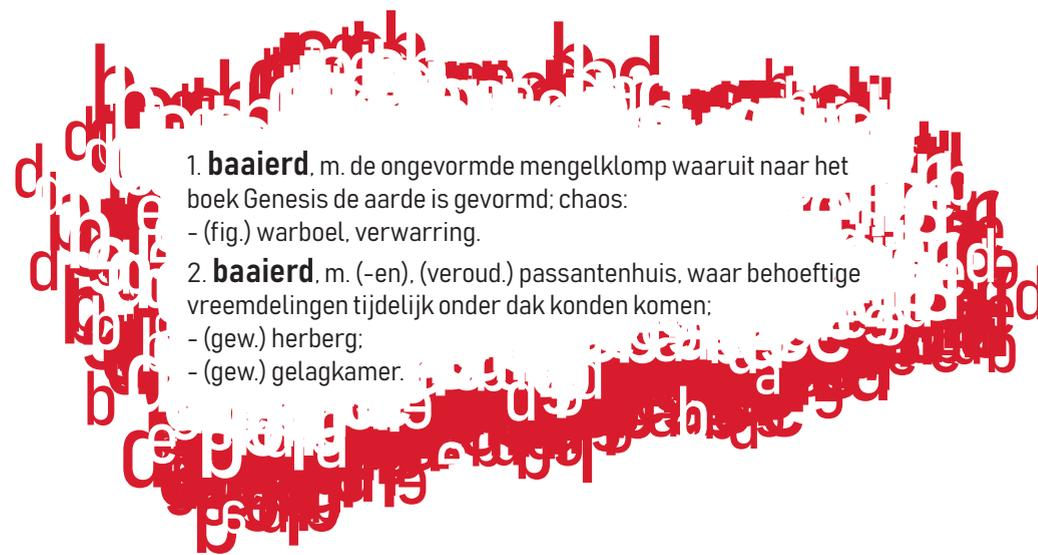 1. baaierd, m. de ongevormde mengelklomp waaruit naar het
boek Genesis de aarde is gevormd; chaos:
- (fig.) warboel, verwarring.
2. baaierd, m. (-en), (veroud.) passantenhuis, waar behoeftige
vreemdelingen tijdelijk onder dak konden komen;
- (gew.) herberg;
- (gew.) gelagkamer.